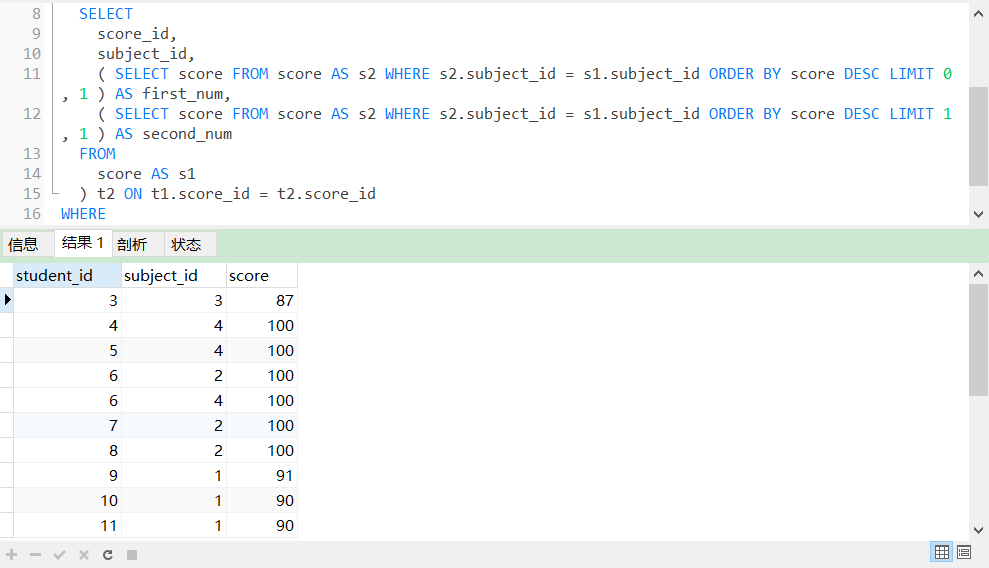 8 SELECT
9 score_id,
10 subject_id,
11 ( SELECT score FROM score AS s2 WHERE s2.subject_id = s1.subject_id ORDER BY score DESC LIMIT 0
, 1 ) AS first_num,
12 ( SELECT score FROM score AS s2 WHERE s2.subject_id = s1.subject_id ORDER BY score DESC LIMIT 1
, 1 ) AS second_num
13 FROM
14 score AS s1
15 ) t2 ON t1.score_id = t2.score_id
16 WHERE
信息 结果 1 剖析 状态
student_id subject_id score
3 3 87
4 4 100
5 4 100
6 2 100
6 4 100
7 2 100
8 2 100
9 1 91
10 1 90
11 1 90